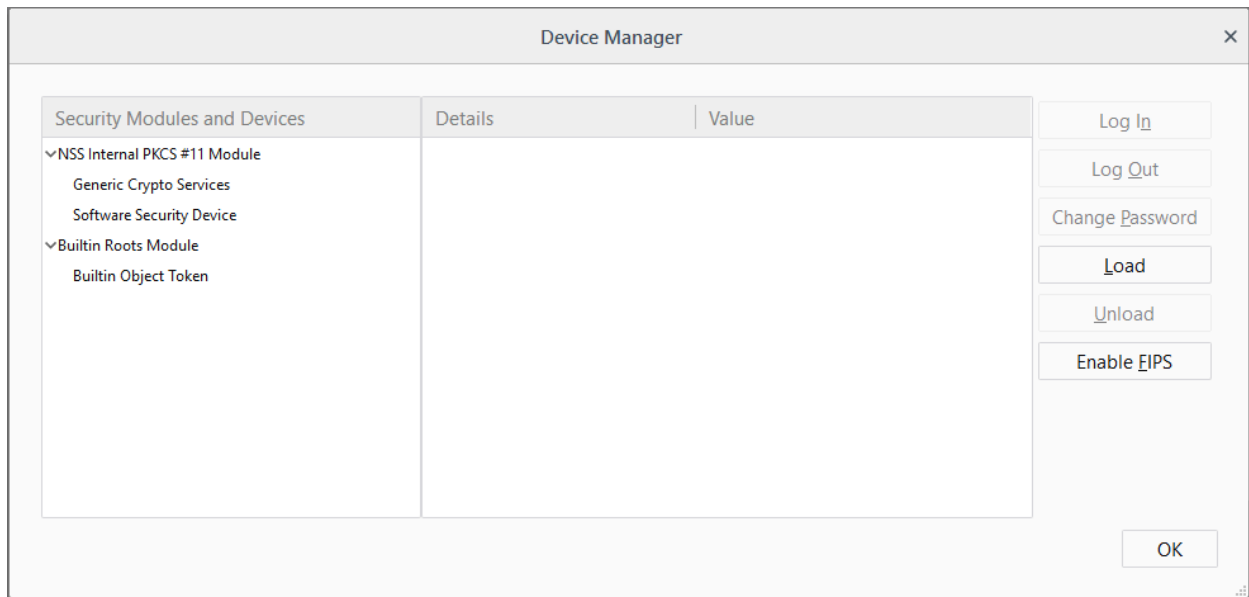 Device Manager
Security Modules and Devices
Details
Value
NSS Internal PKCS #11 Module
Generic Crypto Services
Software Security Device
Builtin Roots Module
Builtin Object Token
Log In
Log Out
Change Password
Load
Unload
Enable FIPS
OK